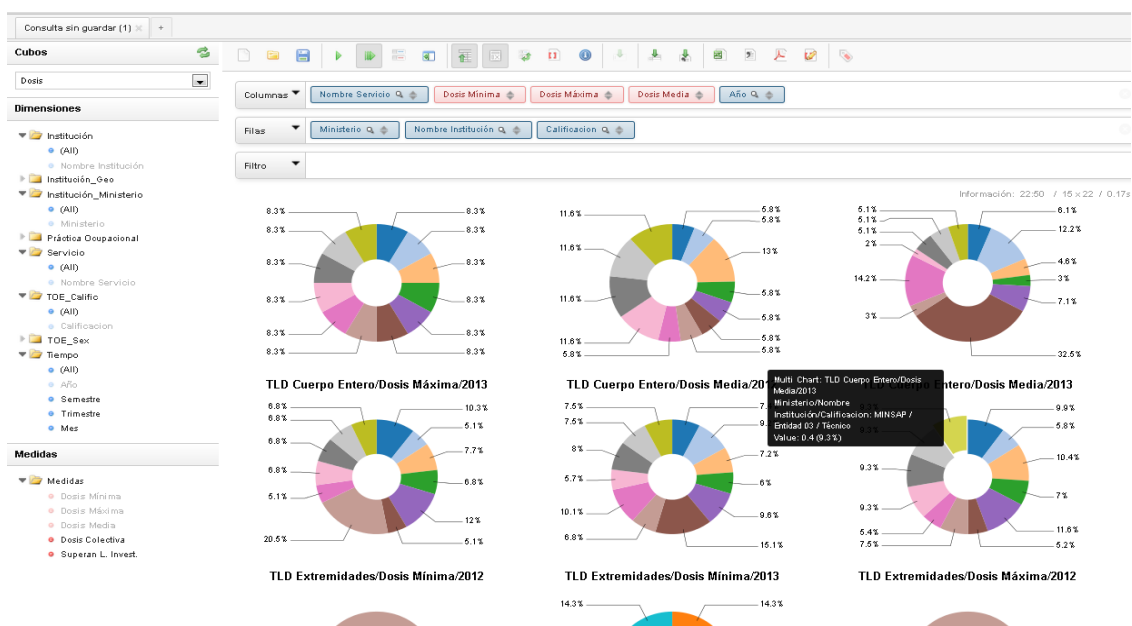 Consulta sin guardar (1) × +
Cubos
Dosis
Dimensiones
Institución
(All)
Nombre Institución
Institución_Geo
Institución_Ministerio
(All)
Ministerio
Práctica Ocupacional
Servicio
(All)
Nombre Servicio
TOE_Calific
(All)
Calificacion
TOE_Sex
Tiempo
(All)
Año
Semestre
Trimestre
Mes
Medidas
Medidas
Dosis Mínima
Dosis Máxima
Dosis Media
Dosis Colectiva
Superan L. Invest.
Columnas Nombre Servicio Dosis Mínima Dosis Máxima Dosis Media Año
Filas Ministerio Nombre Institución Calificacion
Filtro
Información: 22:50 / 15 x 22 / 0.17s
8.3% 8.3%
8.3% 8.3%
8.3% 8.3%
8.3% 8.3%
8.3% 8.3%
8.3% 8.3%
11.6% 5.8%
5.8%
11.6% 13%
11.6% 5.8%
5.8%
11.6% 5.8%
5.8% 5.8%
5.1% 6.1%
5.1%
5.1% 12.2%
2% 4.6%
14.2% 3%
7.1%
3%
32.5%
TLD Cuerpo Entero/Dosis Máxima/2013
TLD Cuerpo Entero/Dosis Media/20
Cuerpo Entero/Dosis Media/2013
Multi Chart: TLD Cuerpo Entero/Dosis
Media/2013
Ministerio/Nombre
Institución/Calificacion: MINSAP /
Entidad 03 / Técnico
Value: 0.4 (9.3%)
6.8% 10.3%
6.8% 5.1%
6.8% 7.7%
6.8% 6.8%
5.1% 12%
20.5% 5.1%
7.5%
7.5%
8% 7.2%
5.7% 6%
10.1% 9.6%
6.8% 15.1%
9.9%
5.8%
9.3% 10.4%
9.3% 7%
5.4% 11.6%
7.5% 5.2%
TLD Extremidades/Dosis Mínima/2012
TLD Extremidades/Dosis Mínima/2013
TLD Extremidades/Dosis Máxima/2012
14.3% 14.3%